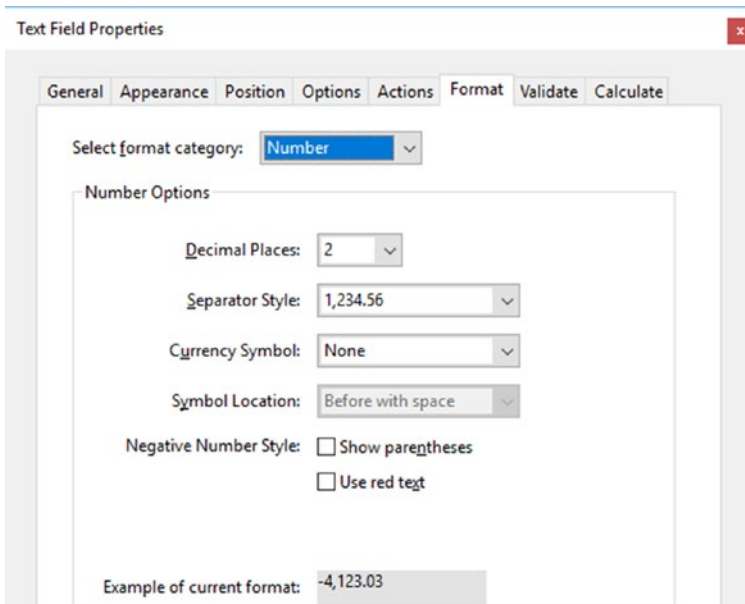 Text Field Properties
x
General Appearance Position Options Actions Format Validate Calculate
Select format category: Number
Number Options
Decimal Places: 2
Separator Style: 1,234.56
Currency Symbol: None
Symbol Location: Before with space
Negative Number Style: Show parentheses
Use red text
Example of current format: -4,123.03